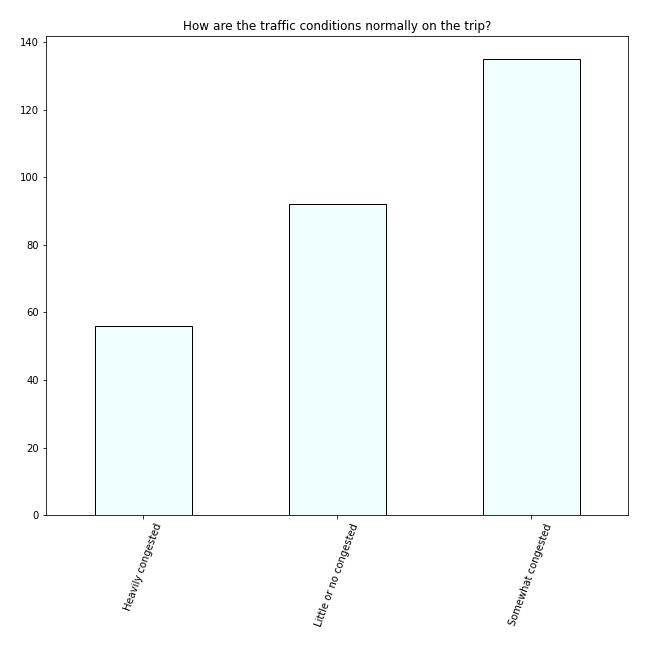 How are the traffic conditions normally on the trip?
140
120
100
80
60
40
20
0
Heavily congested
Little or no congested
Somewhat congested